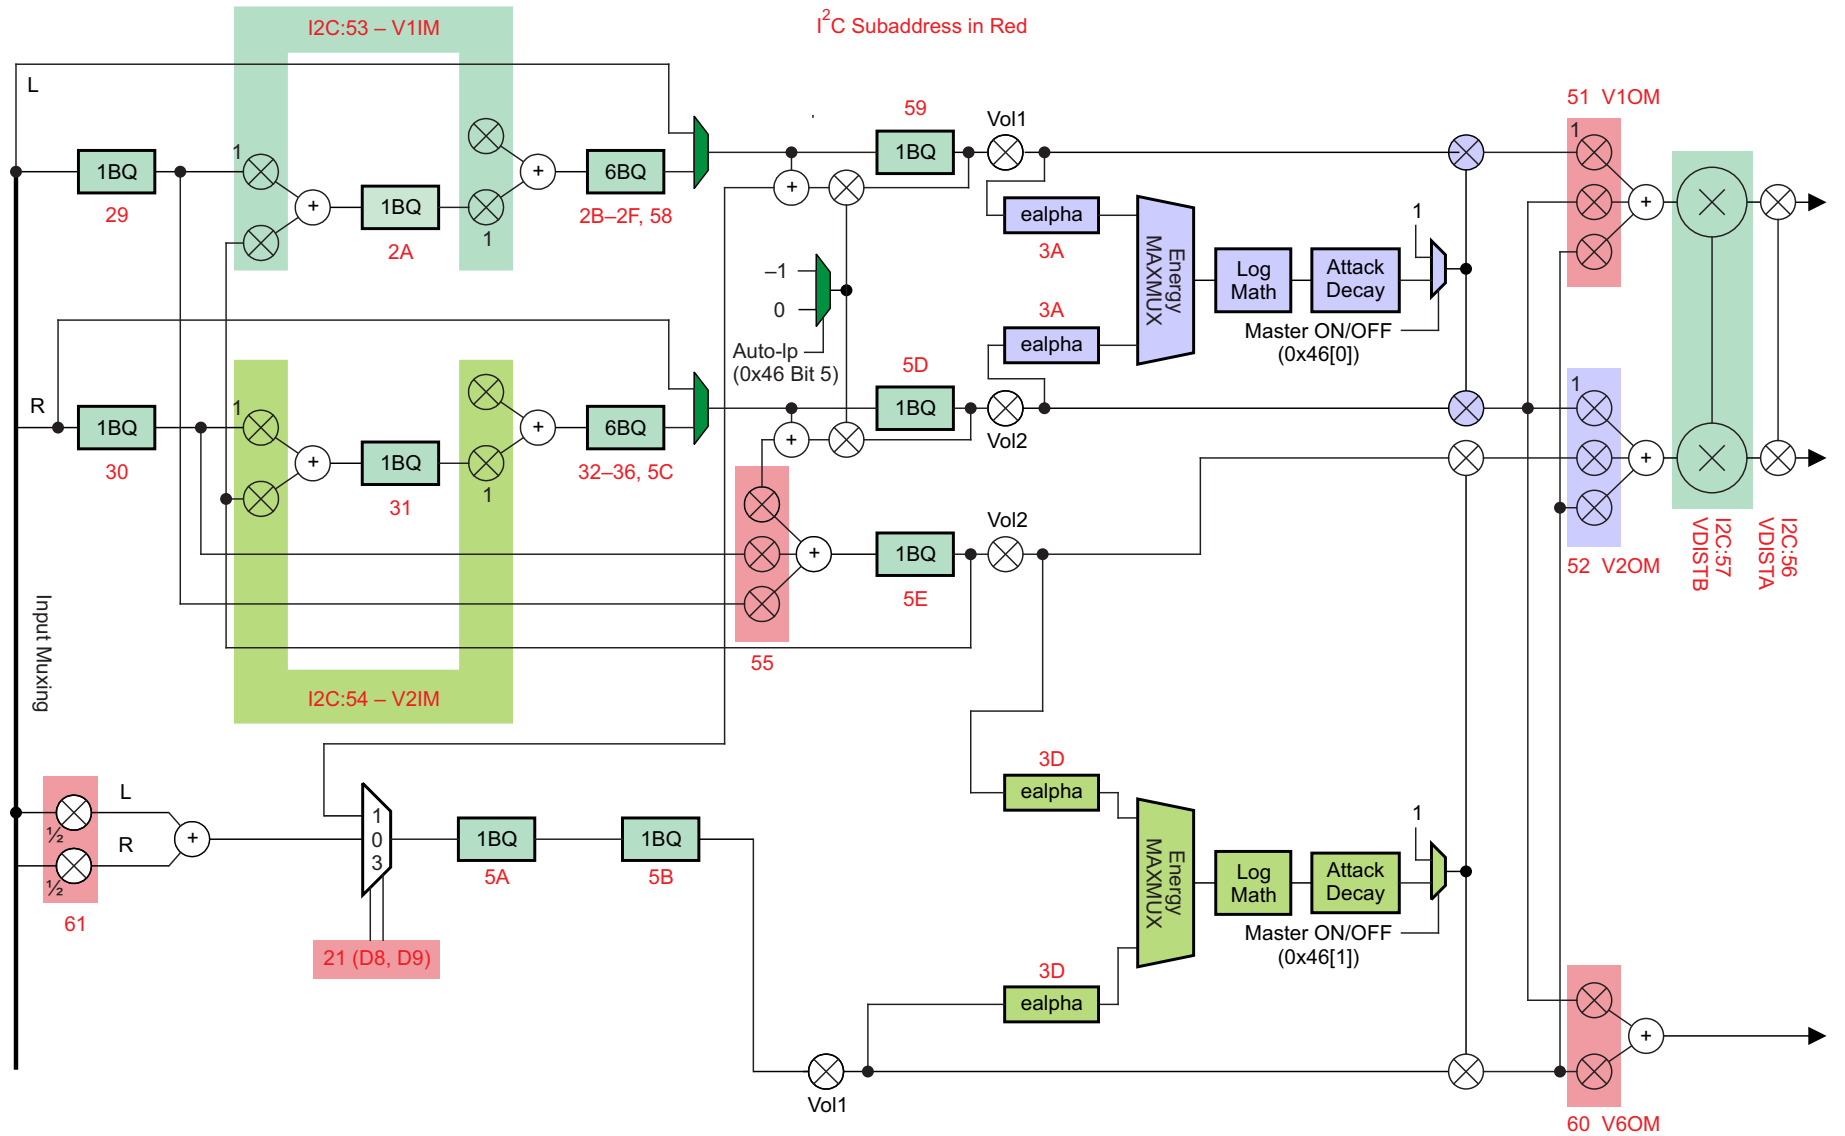 I2C:53 – V1IM
I2C Subaddress in Red
L
59
Vol1
51 V1OM
1
1
1BQ
29
+
1BQ
2A
1
+
6BQ
2B–2F, 58
+
1BQ
ealpha
3A
Energy
MAXMUX
Log
Math
Attack
Decay
1
+
–1
0
Auto-lp
(0x46 Bit 5)
3A
ealpha
Master ON/OFF
(0x46[0])
R
1BQ
30
1
+
1BQ
31
1
+
6BQ
32–36, 5C
+
5D
1BQ
Vol2
1
+
52 V2OM
I2C:57
VDISTB
I2C:56
VDISTA
+
1BQ
5E
Vol2
55
Input Muxing
I2C:54 – V2IM
L
½
R
½
61
+
1
0
3
21 (D8, D9)
1BQ
5A
1BQ
5B
3D
ealpha
Energy
MAXMUX
Log
Math
Attack
Decay
1
Master ON/OFF
(0x46[1])
3D
ealpha
Vol1
+
60 V6OM